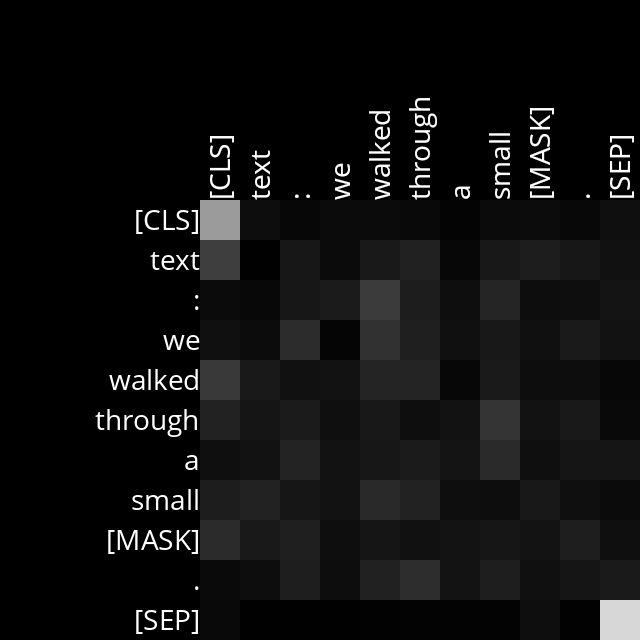 [CLS] text : we walked through a small [MASK] . [SEP]
[CLS]
text
:
we
walked
through
a
small
[MASK]
.
[SEP]